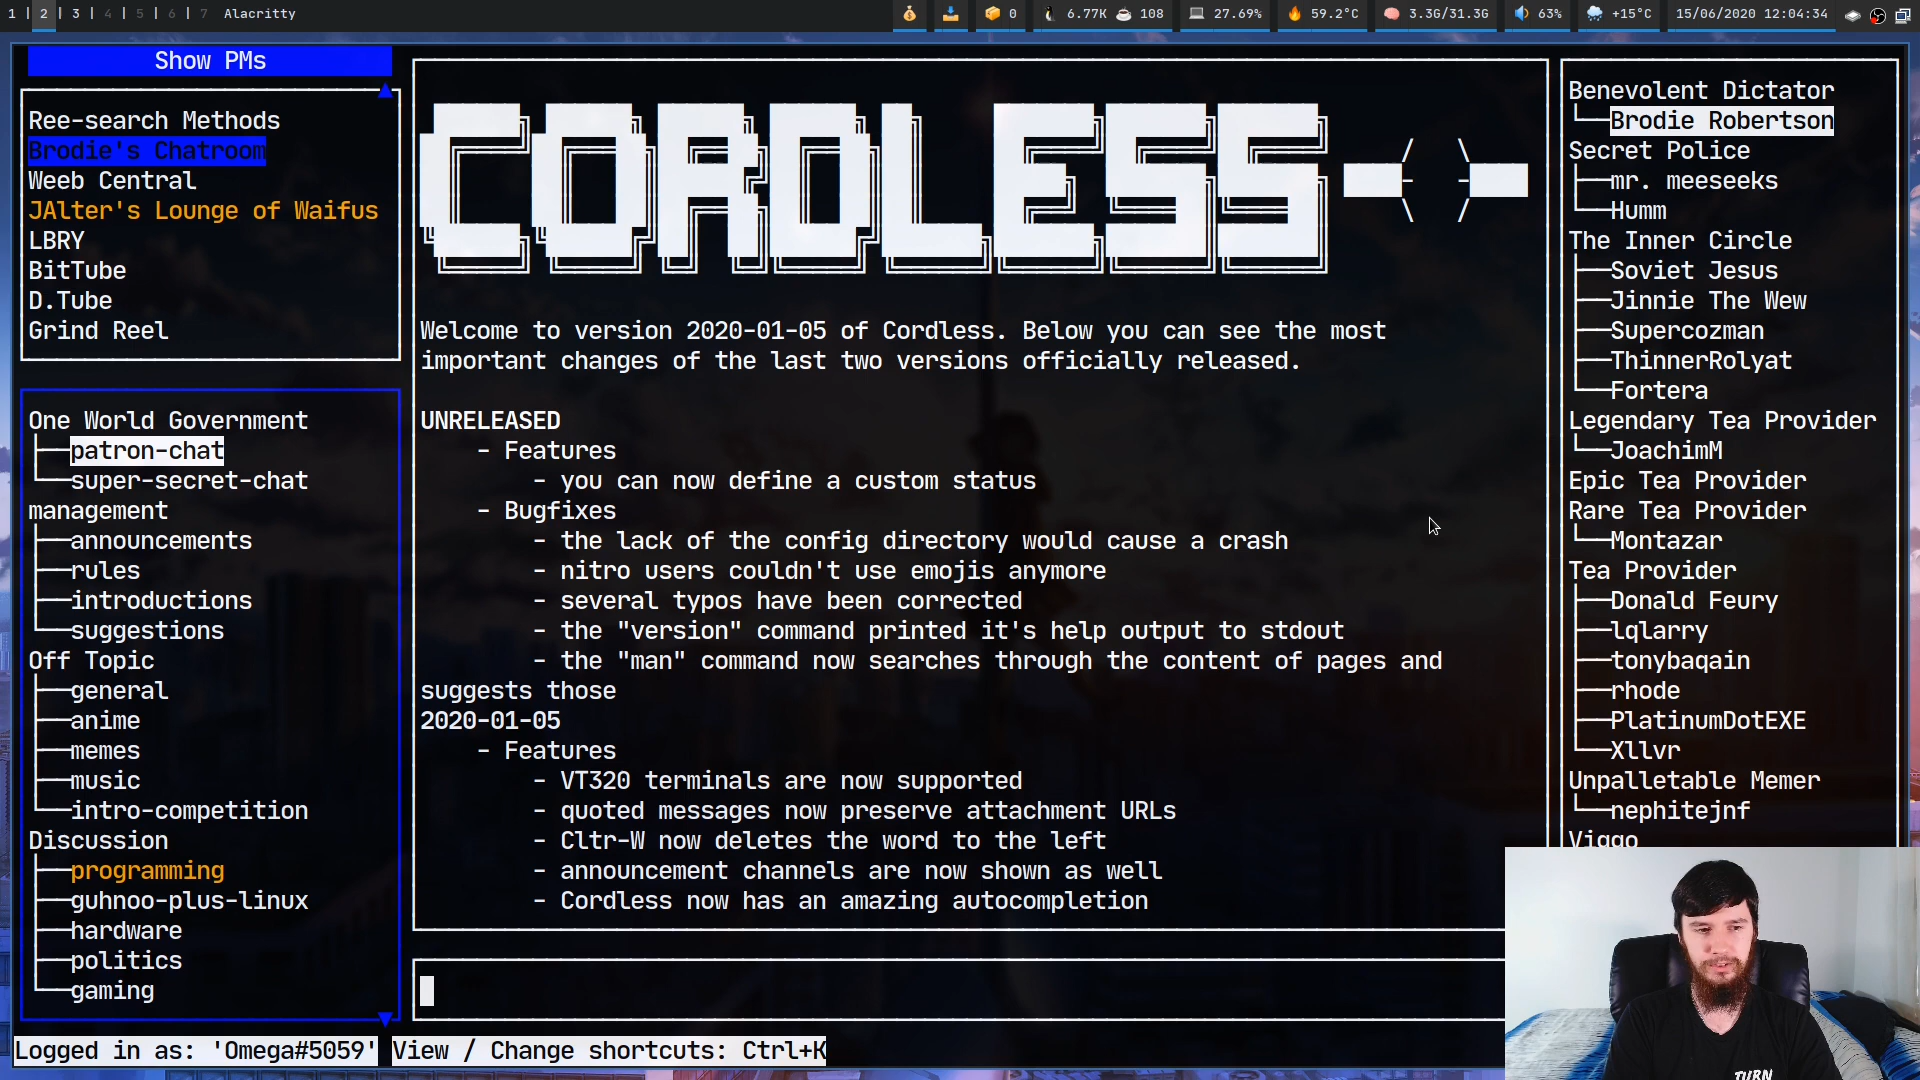 1 | 2 | 3 | 4 | 5 | 6 | 7 Alacritty
0 6.77K 108 27.69% 59.2°C 3.3G/31.3G 63% +15°C 15/06/2020 12:04:34
Show PMs
Ree-search Methods
Brodie's Chatroom
Weeb Central
JAlter's Lounge of Waifus
LBRY
BitTube
D.Tube
Grind Reel
One World Government
patron-chat
super-secret-chat
management
announcements
rules
introductions
suggestions
Off Topic
general
anime
memes
music
intro-competition
Discussion
programming
guhnoo-plus-linux
hardware
politics
gaming
CORDLESS
Welcome to version 2020-01-05 of Cordless. Below you can see the most
important changes of the last two versions officially released.
UNRELEASED
- Features
- you can now define a custom status
- Bugfixes
- the lack of the config directory would cause a crash
- nitro users couldn't use emojis anymore
- several typos have been corrected
- the "version" command printed it's help output to stdout
- the "man" command now searches through the content of pages and
suggests those
2020-01-05
- Features
- VT320 terminals are now supported
- quoted messages now preserve attachment URLs
- Cltr-W now deletes the word to the left
- announcement channels are now shown as well
- Cordless now has an amazing autocompletion
Benevolent Dictator
Brodie Robertson
Secret Police
mr. meeseeks
Humm
The Inner Circle
Soviet Jesus
Jinnie The Wew
Supercozman
ThinnerRolyat
Fortera
Legendary Tea Provider
JoachimM
Epic Tea Provider
Rare Tea Provider
Montazar
Tea Provider
Donald Feury
lqlarry
tonybaqain
rhode
PlatinumDotEXE
Xllvr
Unpalletable Memer
nephitejnf
Viggo
Logged in as: 'Omega#5059' View / Change shortcuts: Ctrl+K
TURN